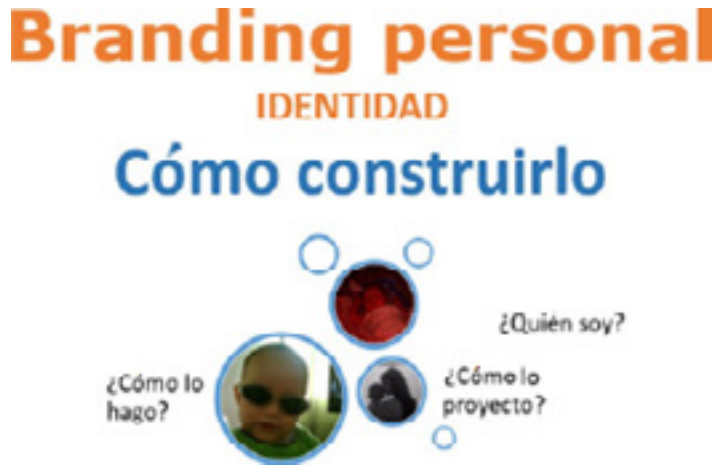 Branding personal
IDENTIDAD
Cómo construirlo
¿Quién soy?
¿Cómo lo
hago?
¿Cómo lo
proyecto?